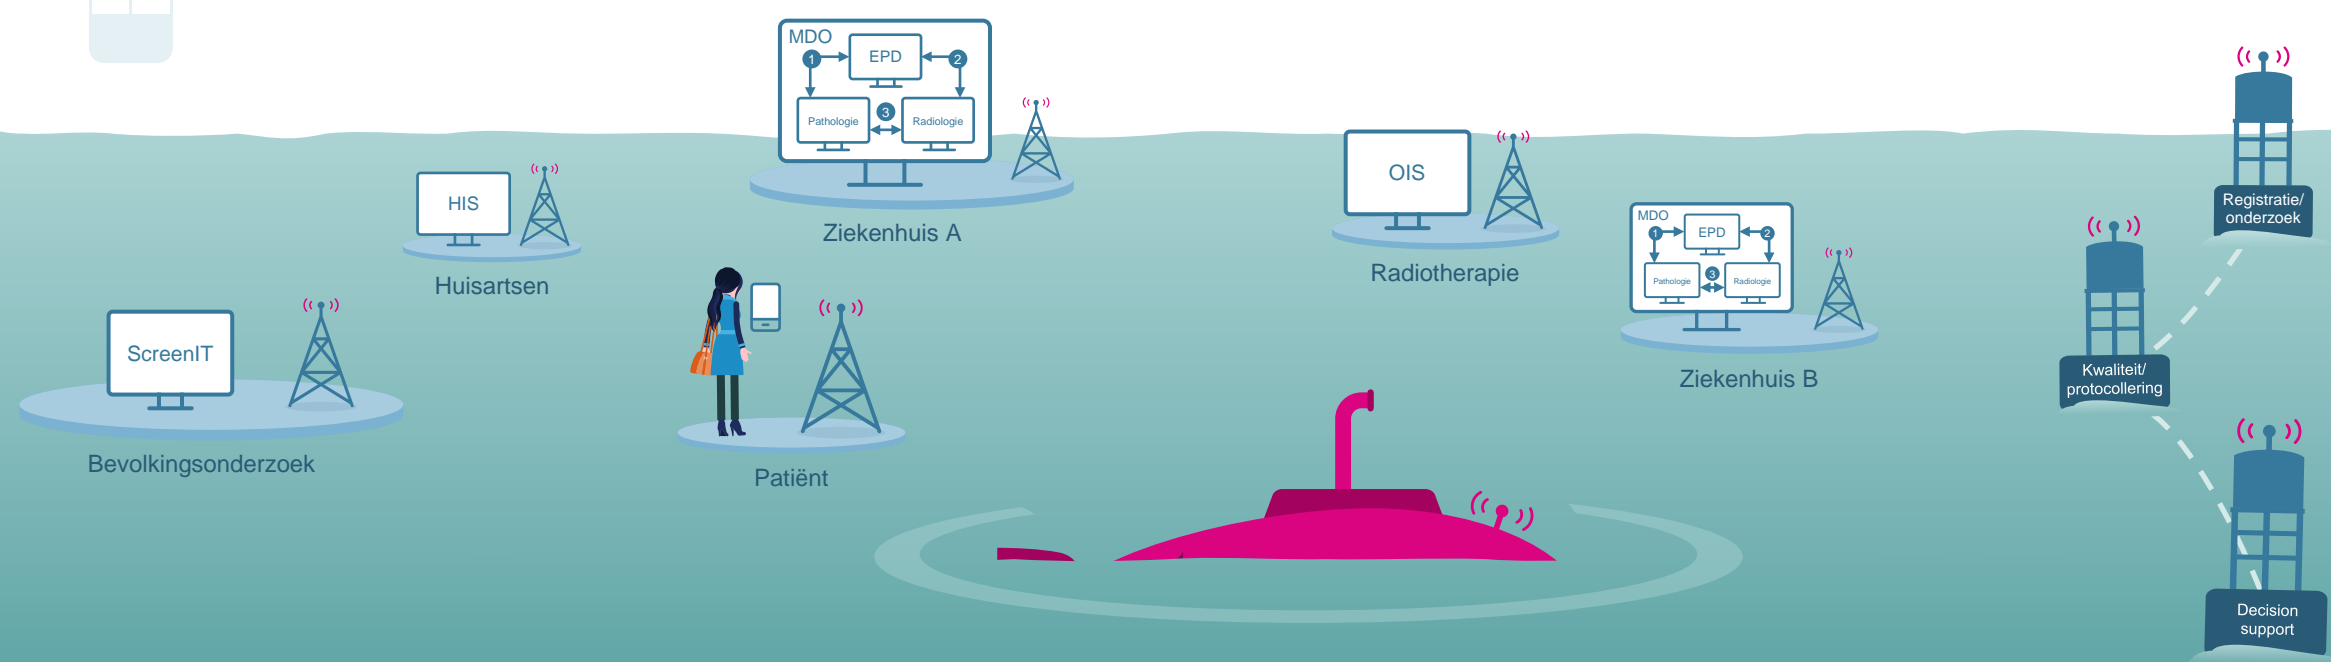 MDO
EPD
1
2
3
Pathologie
Radiologie
Ziekenhuis A
HIS
Huisartsen
ScreenIT
Bevolkingsonderzoek
Patiënt
OIS
Radiotherapie
MDO
EPD
1
2
3
Pathologie
Radiologie
Ziekenhuis B
Registratie/
onderzoek
Kwaliteit/
protocollering
Decision
support